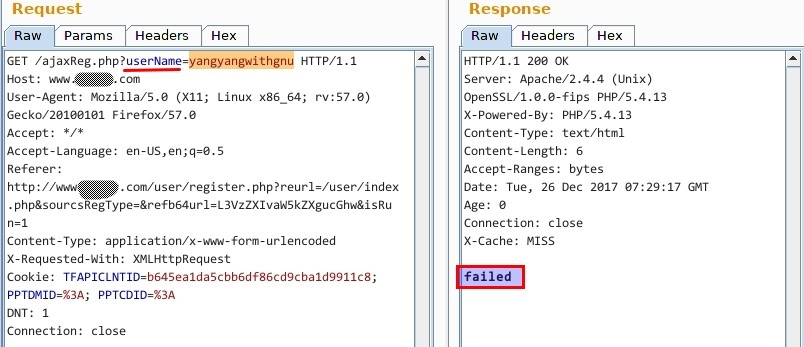 Request
Raw Params Headers Hex
GET /ajaxReg.php?userName=yangyangwithgnu HTTP/1.1
Host: www. .com
User-Agent: Mozilla/5.0 (X11; Linux x86_64; rv:57.0)
Gecko/20100101 Firefox/57.0
Accept: */*
Accept-Language: en-US,en;q=0.5
Referer:
http://www .com/user/register.php?reurl=/user/index
.php&sourcsRegType=&refb64url=L3VzZXIvaW5kZXgucGhw&isRu
n=1
Content-Type: application/x-www-form-urlencoded
X-Requested-With: XMLHttpRequest
Cookie: TFAPICLNTID=b645ea1da5cbb6df86cd9cba1d9911c8;
PPTDMID=%3A; PPTCDID=%3A
DNT: 1
Connection: close
Response
Raw Headers Hex
HTTP/1.1 200 OK
Server: Apache/2.4.4 (Unix)
OpenSSL/1.0.0-fips PHP/5.4.13
X-Powered-By: PHP/5.4.13
Content-Type: text/html
Content-Length: 6
Accept-Ranges: bytes
Date: Tue, 26 Dec 2017 07:29:17 GMT
Age: 0
Connection: close
X-Cache: MISS
failed